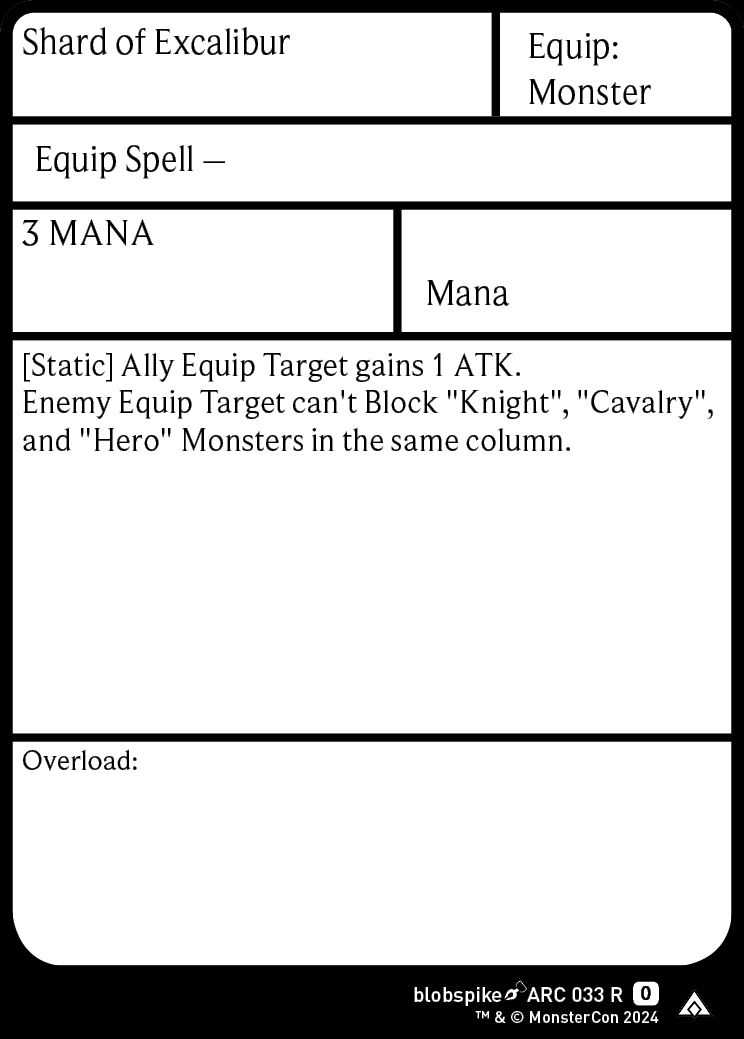 Shard of Excalibur
Equip:
Monster
Equip Spell —
3 MANA
Mana
[Static] Ally Equip Target gains 1 ATK.
Enemy Equip Target can't Block "Knight", "Cavalry",
and "Hero" Monsters in the same column.
Overload:
blobspike ARC 033 R 0
™ & © MonsterCon 2024